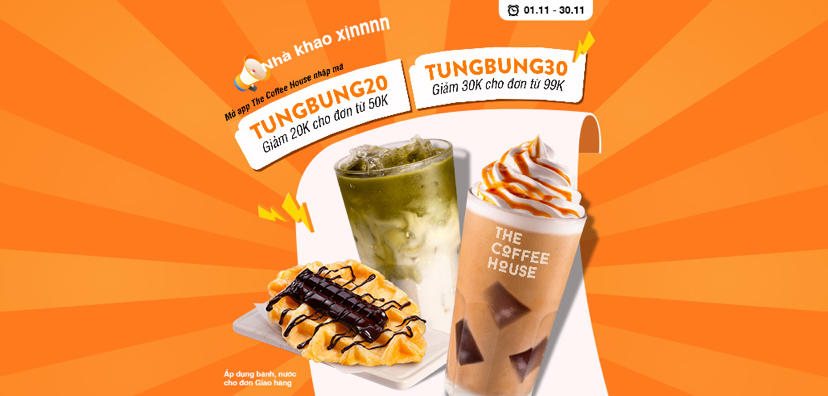 01.11 - 30.11
Nhà khao xịnnnn
Mở app The Coffee House nhập mã
TUNGBUNG20
Giảm 20K cho đơn từ 50K
TUNGBUNG30
Giảm 30K cho đơn từ 99K
THE
COFFEE
HOUSE
Áp dụng bánh, nước
cho đơn Giao hàng